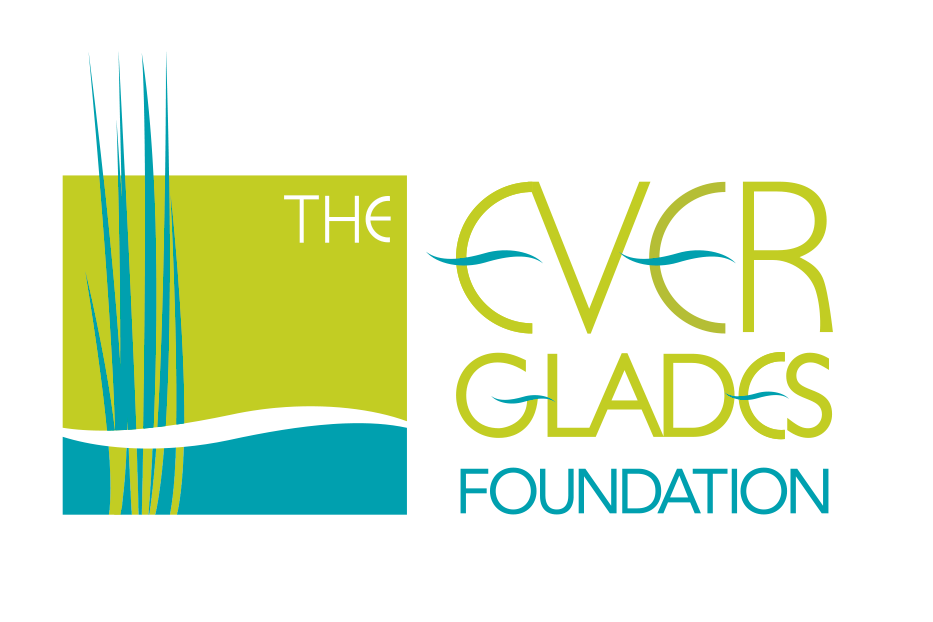 THE
EVER
GLADES
FOUNDATION